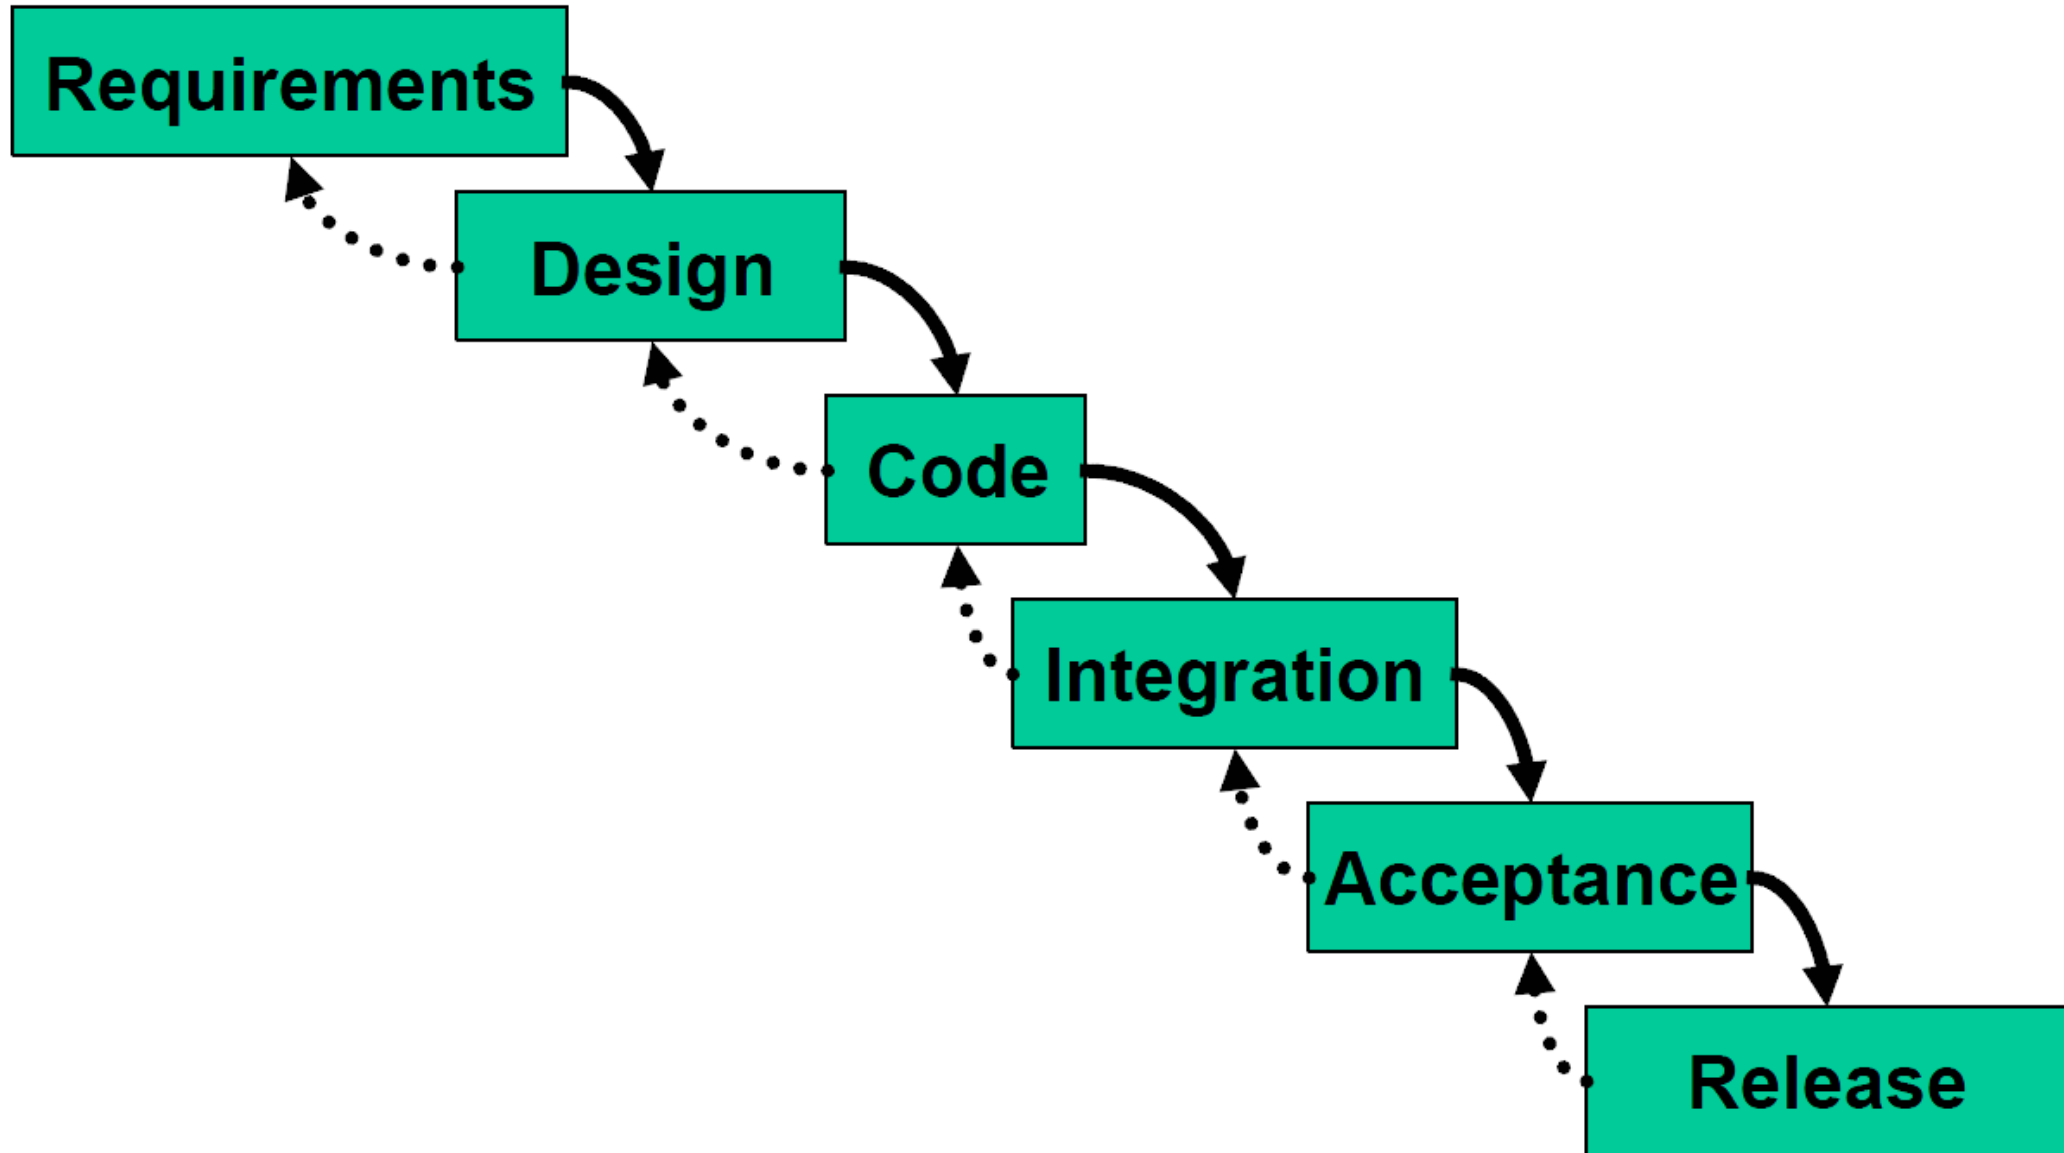 Requirements
Design
Code
Integration
Acceptance
Release